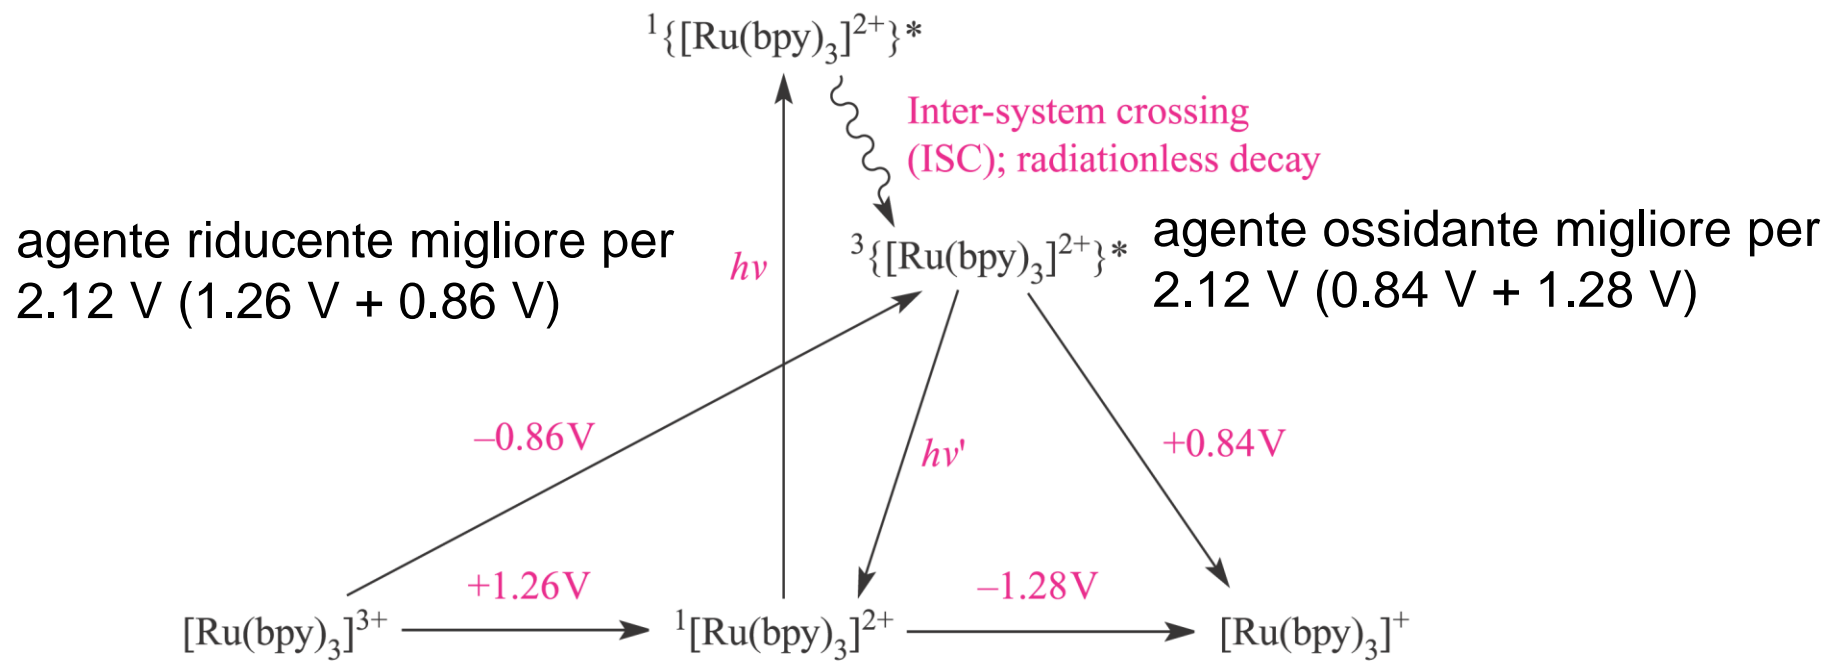 ¹{[Ru(bpy)₃]²⁺}*
Inter-system crossing
(ISC); radiationless decay
agente riducente migliore per
2.12 V (1.26 V + 0.86 V)
hν
³{[Ru(bpy)₃]²⁺}*
agente ossidante migliore per
2.12 V (0.84 V + 1.28 V)
–0.86V
hν'
+0.84V
+1.26V
–1.28V
[Ru(bpy)₃]³⁺
¹[Ru(bpy)₃]²⁺
[Ru(bpy)₃]⁺